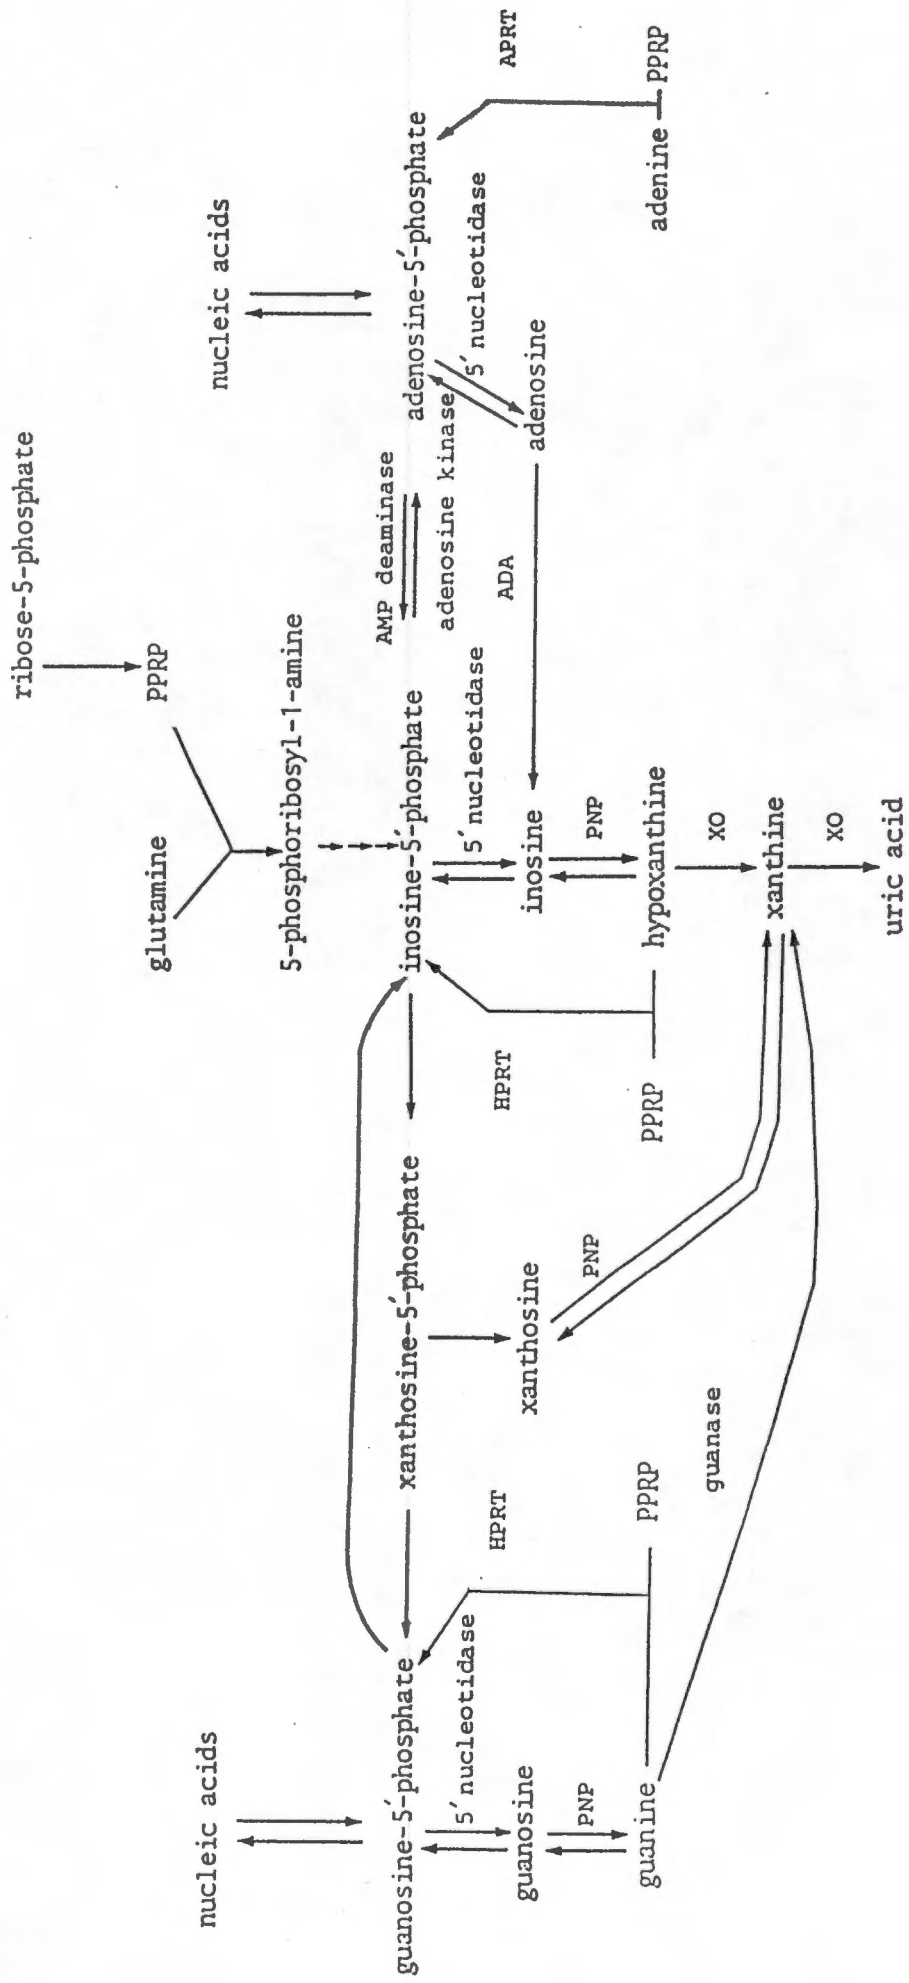 ribose-5-phosphate
glutamine
PPRP
nucleic acids
5-phosphoribosyl-1-amine
nucleic acids
guanosine-5'-phosphate
xanthosine-5'-phosphate
inosine-5'-phosphate
AMP deaminase
adenosine kinase
adenosine-5'-phosphate
5' nucleotidase
HPRT
HPRT
5' nucleotidase
ADA
5' nucleotidase
APRT
guanosine
xanthosine
inosine
adenosine
PNP
PNP
PNP
guanine
PPRP
PPRP
hypoxanthine
adenine
PPRP
guanase
XO
xanthine
XO
uric acid